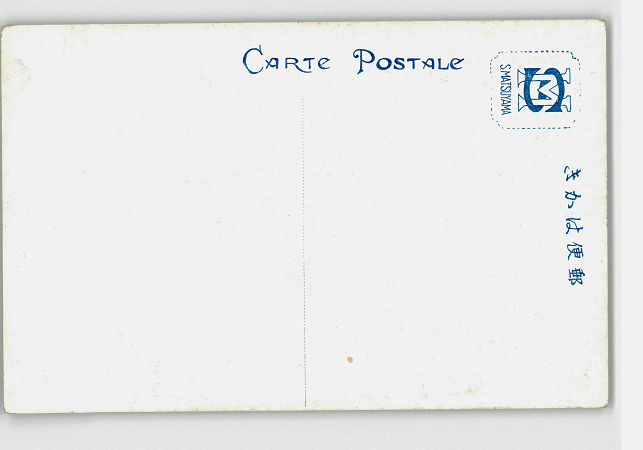 CARTE POSTALE
S.MATSUYAMA
M
きかは便郵